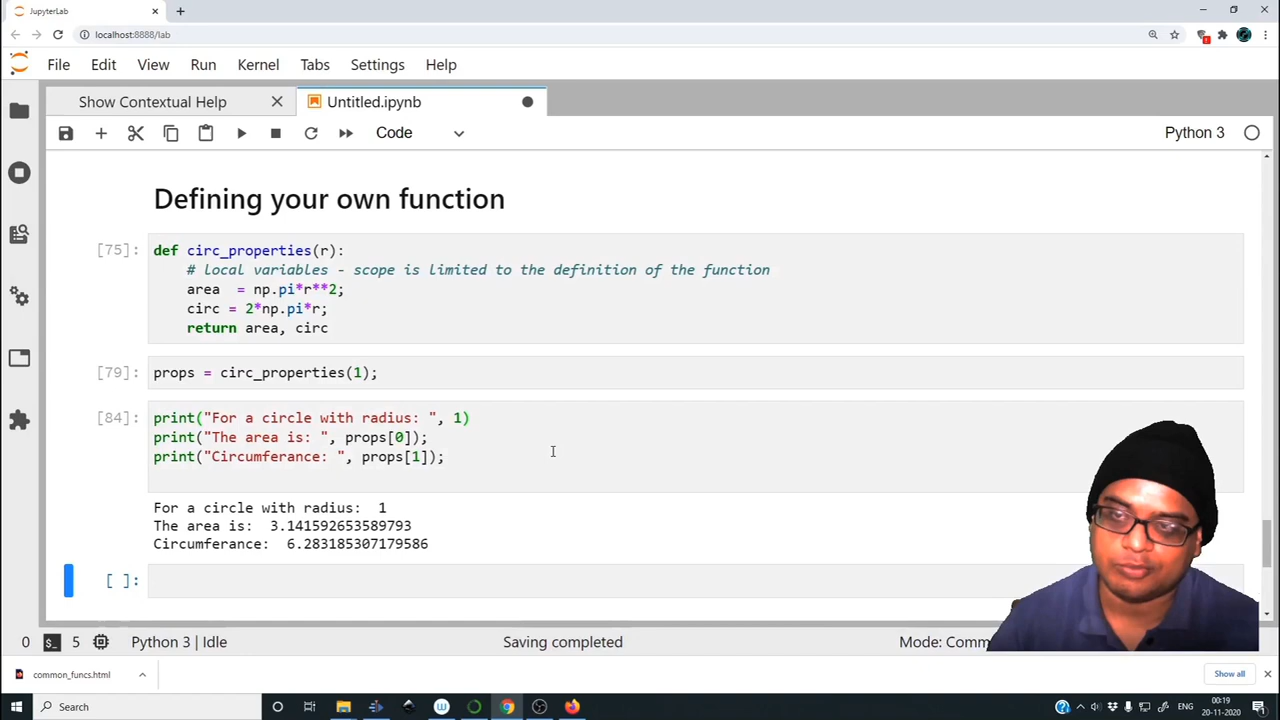 JupyterLab
localhost:8888/lab
File Edit View Run Kernel Tabs Settings Help
Show Contextual Help
Untitled.ipynb
Code
Python 3
Defining your own function
[75]:
def circ_properties(r):
# local variables - scope is limited to the definition of the function
area  = np.pi*r**2;
circ = 2*np.pi*r;
return area, circ
[79]:
props = circ_properties(1);
[84]:
print("For a circle with radius: ", 1)
print("The area is: ", props[0]);
print("Circumferance: ", props[1]);
For a circle with radius:  1
The area is:  3.141592653589793
Circumferance:  6.283185307179586
[ ]:
0
5
Python 3 | Idle
Saving completed
Mode: Comm
common_funcs.html
Show all
Search
ENG
00:19
20-11-2020